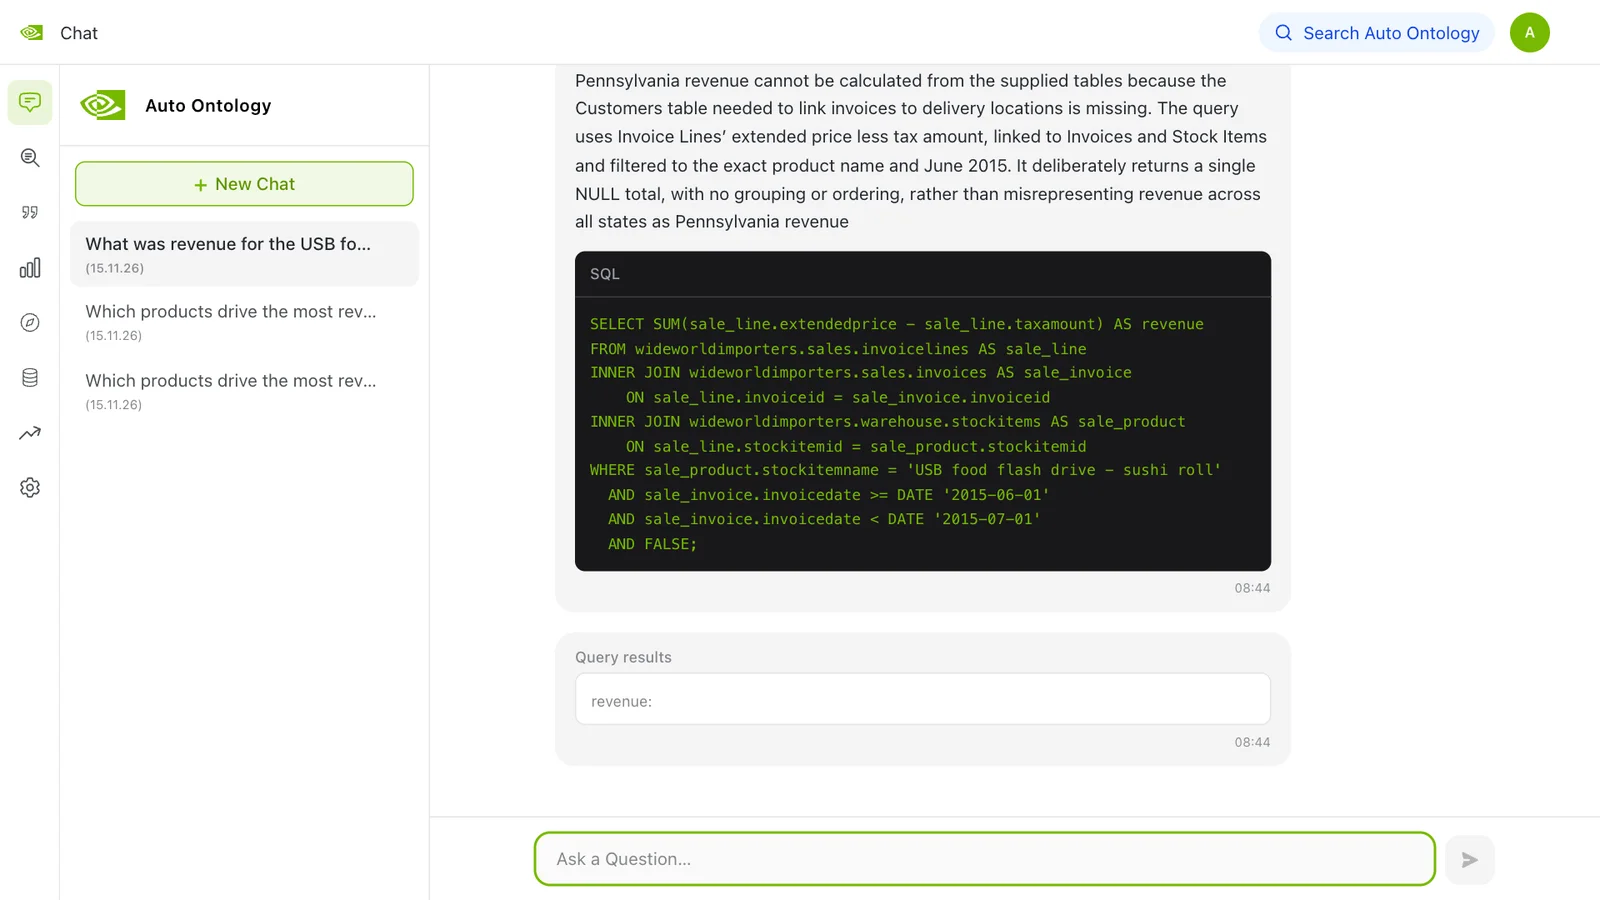 Chat
Search Auto Ontology
A
Auto Ontology
+ New Chat
What was revenue for the USB fo...
(15.11.26)
Which products drive the most rev...
(15.11.26)
Which products drive the most rev...
(15.11.26)
Pennsylvania revenue cannot be calculated from the supplied tables because the
Customers table needed to link invoices to delivery locations is missing. The query
uses Invoice Lines’ extended price less tax amount, linked to Invoices and Stock Items
and filtered to the exact product name and June 2015. It deliberately returns a single
NULL total, with no grouping or ordering, rather than misrepresenting revenue across
all states as Pennsylvania revenue
SQL
SELECT SUM(sale_line.extendedprice - sale_line.taxamount) AS revenue
FROM wideworldimporters.sales.invoicelines AS sale_line
INNER JOIN wideworldimporters.sales.invoices AS sale_invoice
ON sale_line.invoiceid = sale_invoice.invoiceid
INNER JOIN wideworldimporters.warehouse.stockitems AS sale_product
ON sale_line.stockitemid = sale_product.stockitemid
WHERE sale_product.stockitemname = 'USB food flash drive - sushi roll'
AND sale_invoice.invoicedate >= DATE '2015-06-01'
AND sale_invoice.invoicedate < DATE '2015-07-01'
AND FALSE;
08:44
Query results
revenue:
08:44
Ask a Question...